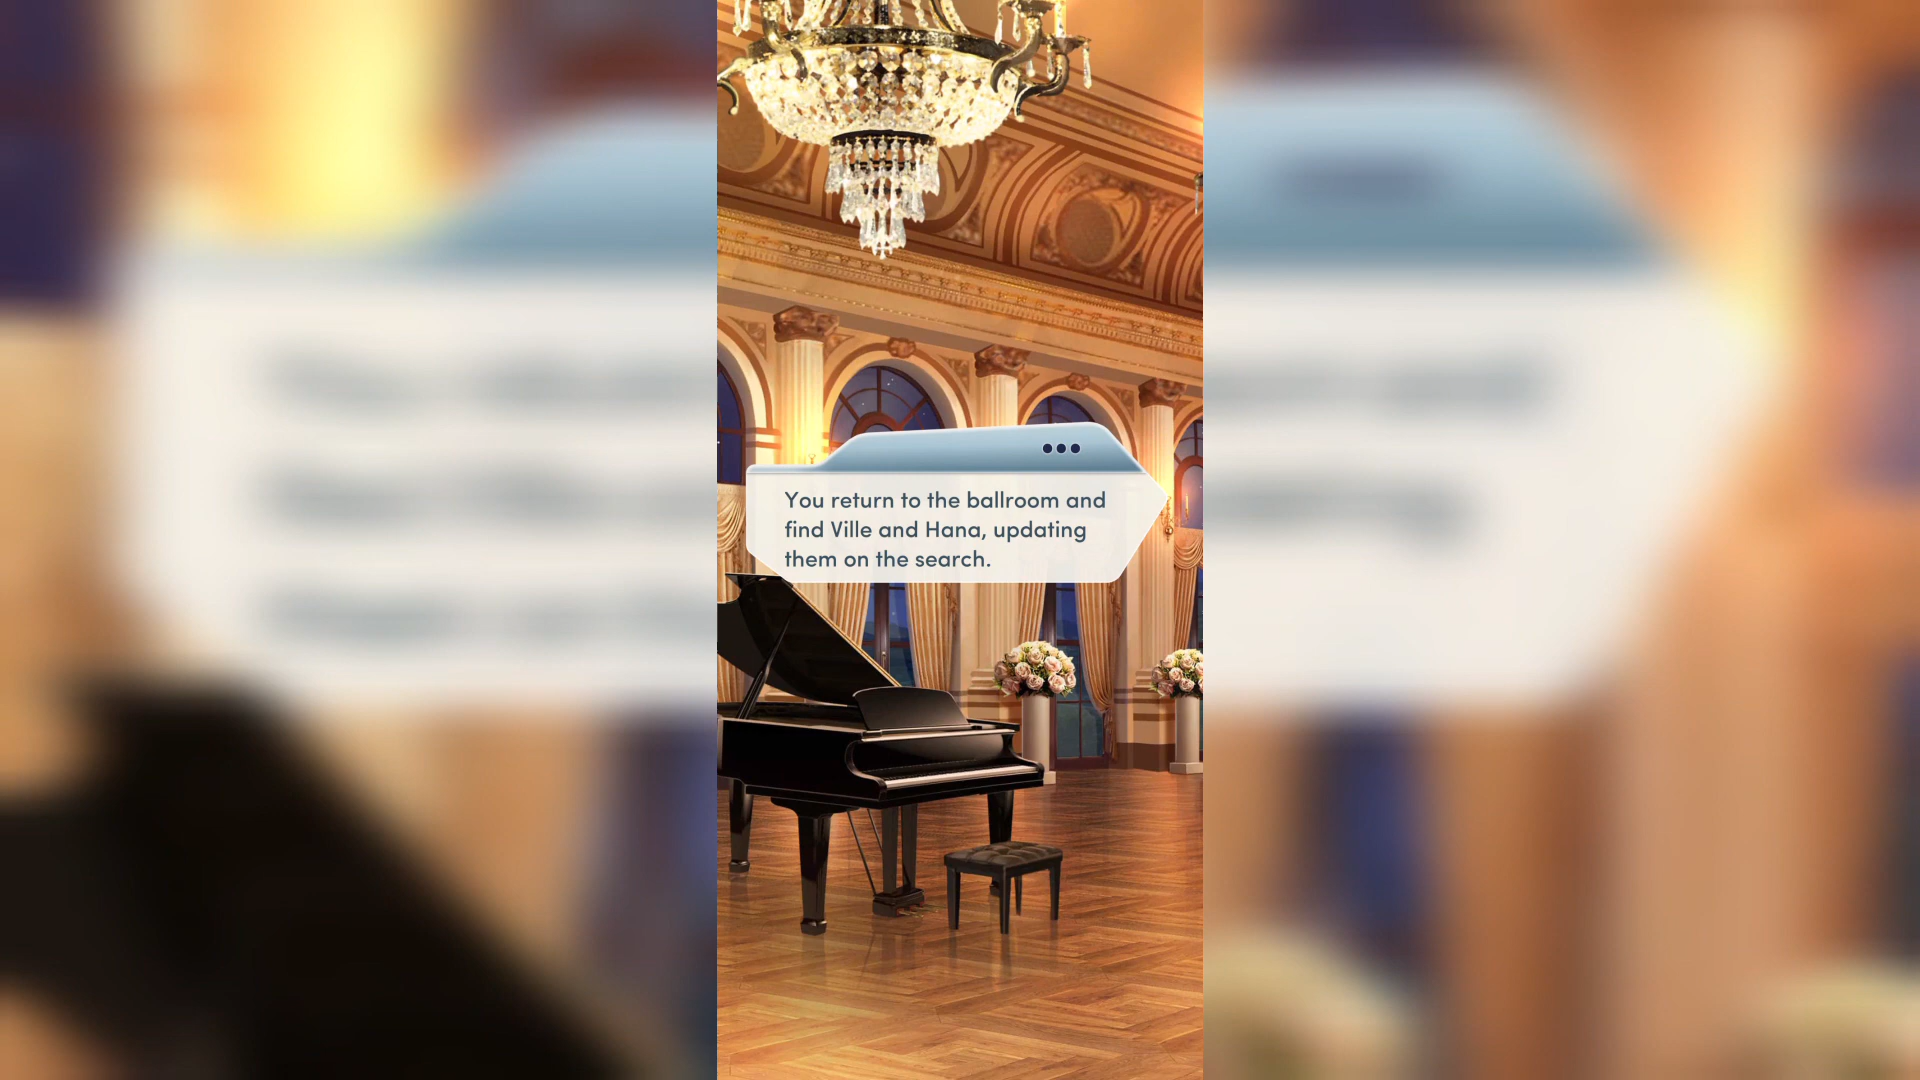 You return to the ballroom and
find Ville and Hana, updating
them on the search.